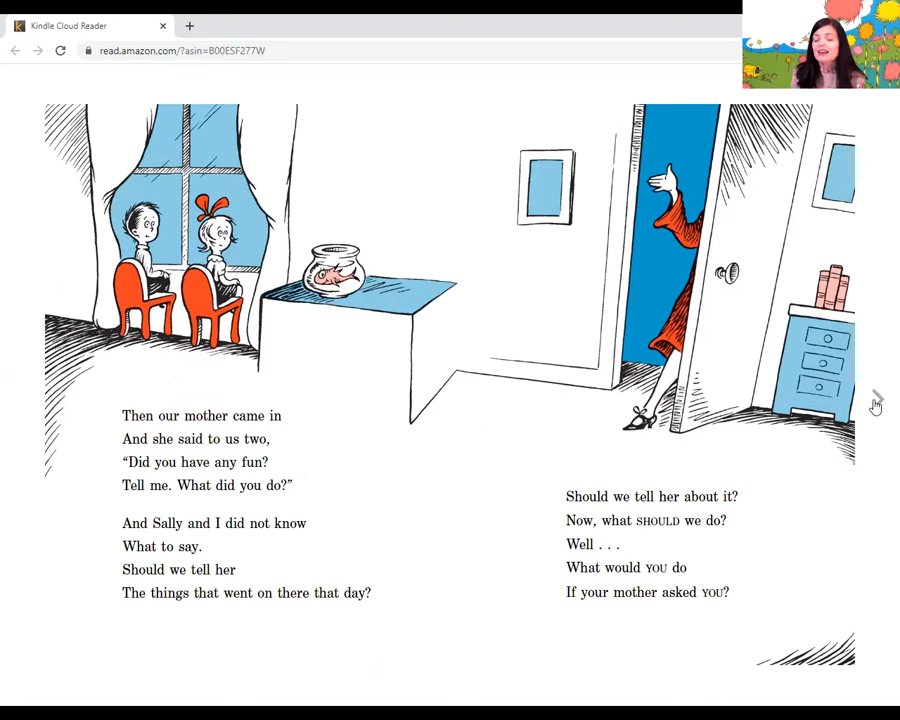 Kindle Cloud Reader
read.amazon.com/?asin=B00ESF277W
Then our mother came in
And she said to us two,
“Did you have any fun?
Tell me. What did you do?”
And Sally and I did not know
What to say.
Should we tell her
The things that went on there that day?
Should we tell her about it?
Now, what SHOULD we do?
Well . . .
What would YOU do
If your mother asked YOU?